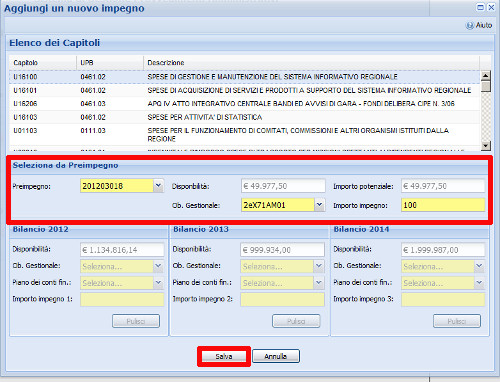 Aggiungi un nuovo impegno
Aiuto
Elenco dei Capitoli
Capitolo UPB Descrizione
U16100 0461.02 SPESE DI GESTIONE E MANUTENZIONE DEL SISTEMA INFORMATIVO REGIONALE
U16101 0461.02 SPESE DI ACQUISIZIONE DI SERVIZI E PRODOTTI A SUPPORTO DEL SISTEMA INFORMATIVO REGIONALE
U16206 0461.03 APQ IV ATTO INTEGRATIVO CENTRALE BANDI ED AVVISI DI GARA - FONDI DELIBERA CIPE N. 3/06
U16103 0461.02 SPESE PER ATTIVITA' DI STATISTICA
U01103 0111.03 SPESE PER IL FUNZIONAMENTO DI COMITATI, COMMISSIONI E ALTRI ORGANISMI ISTITUITI DALLA
REGIONE
Seleziona da Preimpegno
Preimpegno: 201203018 Disponibilità: € 49.977,50 Importo potenziale: € 49.977,50
Ob. Gestionale: 2eX71AM01 Importo impegno: 100
Bilancio 2012 Bilancio 2013 Bilancio 2014
Disponibilità: € 1.134.816,14 Disponibilità: € 999.934,00 Disponibilità: € 1.999.987,00
Ob. Gestionale: Seleziona... Ob. Gestionale: Seleziona... Ob. Gestionale: Seleziona...
Piano dei conti fin.: Seleziona... Piano dei conti fin.: Seleziona... Piano dei conti fin.: Seleziona...
Importo impegno 1: Importo impegno 2: Importo impegno 3:
Pulisci Pulisci Pulisci
Salva Annulla